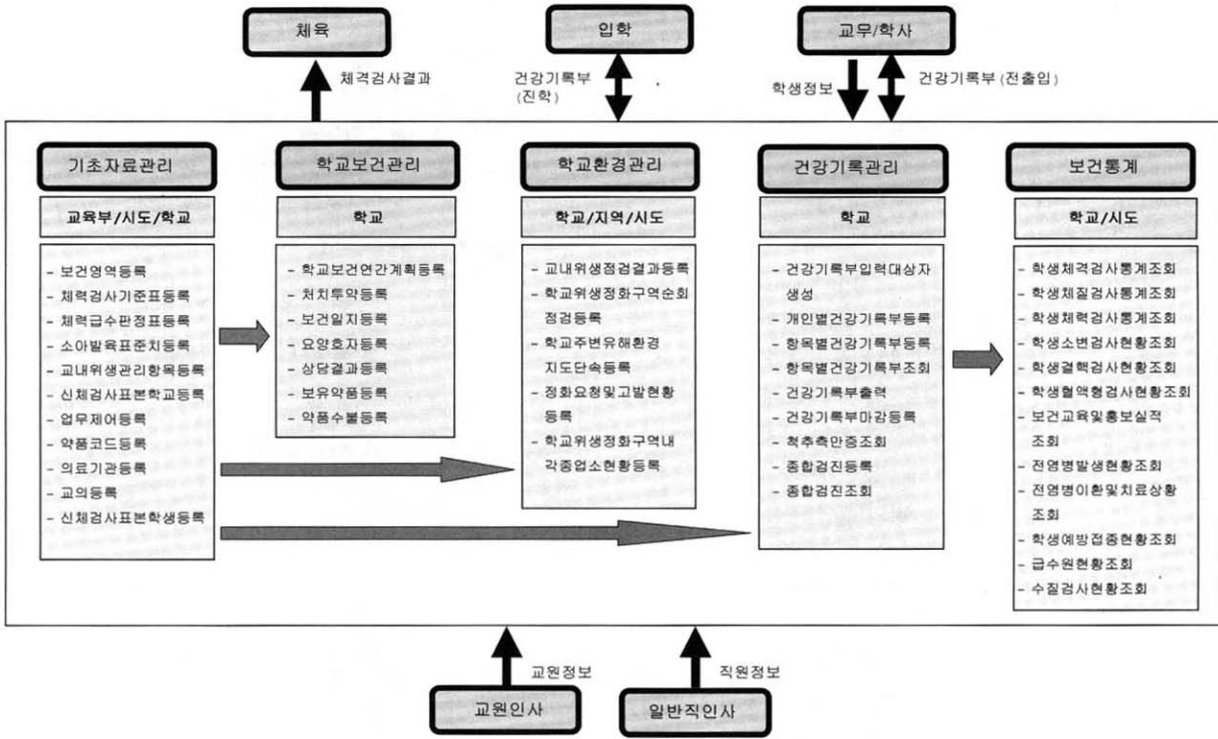 체육
입학
교무/학사
체격검사결과
건강기록부
(진학)
학생정보
건강기록부 (전출입)
기초자료관리
교육부/시도/학교
- 보건영역등록
- 체력검사기준표등록
- 체력급수판정표등록
- 소아발육표준치등록
- 교내위생관리항목등록
- 신체검사표본학교등록
- 업무제어등록
- 약품코드등록
- 의료기관등록
- 교의등록
- 신체검사표본학생등록
학교보건관리
학교
- 학교보건연간계획등록
- 처치투약등록
- 보건일지등록
- 요양호자등록
- 상담결과등록
- 보유약품등록
- 약품수불등록
학교환경관리
학교/지역/시도
- 교내위생점검결과등록
- 학교위생정화구역순회
점검등록
- 학교주변유해환경
지도단속등록
- 정화요청및고발현황
등록
- 학교위생정화구역내
각종업소현황등록
건강기록관리
학교
- 건강기록부입력대상자
생성
- 개인별건강기록부등록
- 항목별건강기록부등록
- 항목별건강기록부조회
- 건강기록부출력
- 건강기록부마감등록
- 척추측만증조회
- 종합검진등록
- 종합검진조회
보건통계
학교/시도
- 학생체격검사통계조회
- 학생체질검사통계조회
- 학생체력검사통계조회
- 학생소변검사현황조회
- 학생결핵검사현황조회
- 학생혈액형검사현황조회
- 보건교육및홍보실적
조회
- 전염병발생현황조회
- 전염병이환및치료상황
조회
- 학생예방접종현황조회
- 급수원현황조회
- 수질검사현황조회
교원정보
직원정보
교원인사
일반직인사